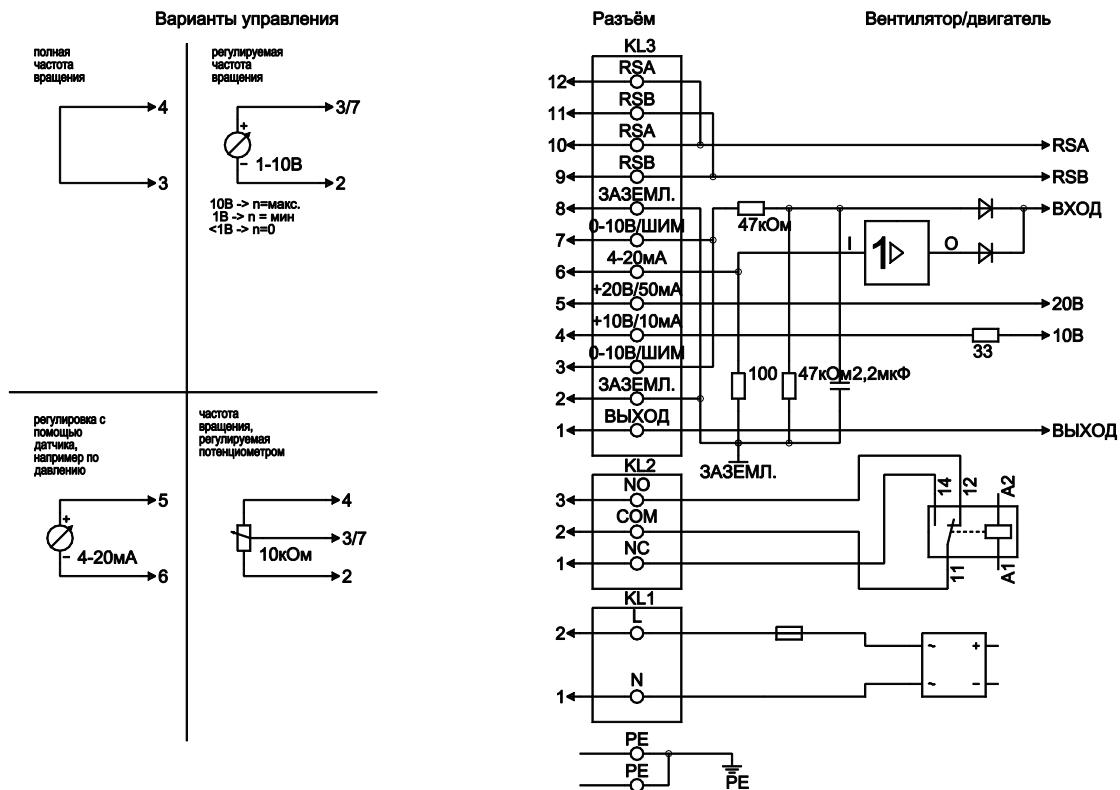 Варианты управления
полная
частота
вращения
4
3
регулируемая
частота
вращения
3/7
+
−
1-10В
2
10В -> n=макс.
1В -> n = мин
<1В -> n=0
регулировка с
помощью
датчика,
например по
давлению
5
+
−
4-20мА
6
частота
вращения,
регулируемая
потенциометром
4
3/7
10кОм
2
Разъём
Вентилятор/двигатель
KL3
12 RSA
11 RSB
10 RSA RSA
9 RSB RSB
8 ЗАЗЕМЛ. ВХОД
47кОм
7 0-10В/ШИМ
I 1 O
6 4-20мА
5 +20В/50мА 20В
4 +10В/10мА 10В
33
3 0-10В/ШИМ
100 47кОм 2,2мкФ
2 ЗАЗЕМЛ.
1 ВЫХОД ВЫХОД
ЗАЗЕМЛ.
KL2
3 NO
2 COM
1 NC
14 12 A2
11 A1
KL1
2 L
~ +
1 N
~ −
PE
PE
PE